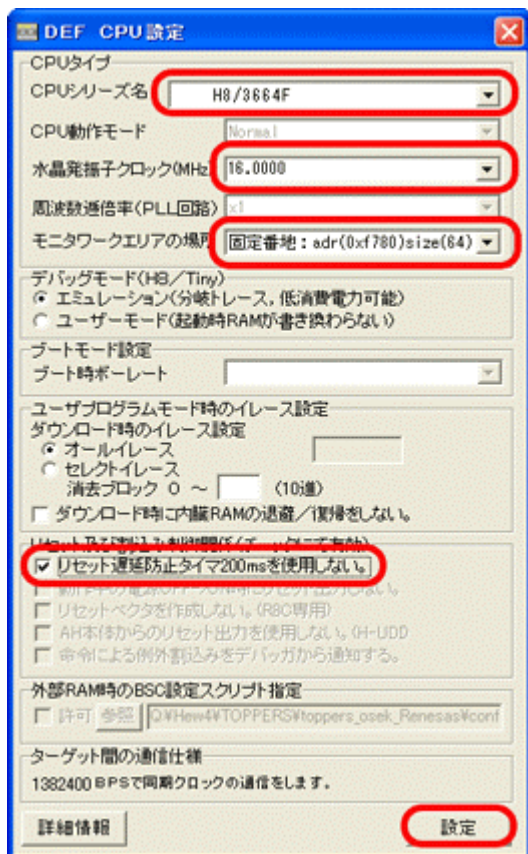 DEF CPU設定
CPUタイプ
CPUシリーズ名 H8/3664F
CPU動作モード Normal
水晶発振子クロック(MHz 16.0000
周波数逓倍率(PLL回路) x1
モニタワークエリアの場所 固定番地:adr(0xf780)size(64)
デバッグモード(H8/Tiny)
エミュレーション(分岐トレース,低消費電力可能)
ユーザーモード(起動時RAMが書き換わらない)
ブートモード設定
ブート時ボーレート
ユーザプログラムモード時のイレース設定
ダウンロード時のイレース設定
オールイレース
セレクトイレース
消去ブロック 0 ~ (10進)
ダウンロード時に内臓RAMの退避/復帰をしない。
リセット遅延防止タイマ200msを使用しない。
リセットベクタを作成しない。(RBC専用)
AH本体からのリセット出力を使用しない。(H-UDD
命令による例外割込みをデバッガから通知する。
外部RAM時のBSC設定スクリプト指定
許可 参照 Q:¥Hew4¥TOPPERS¥toppers_osek_Renesas¥conf
ターゲット間の通信仕様
1382400BPSで同期クロックの通信をします。
詳細情報 設定